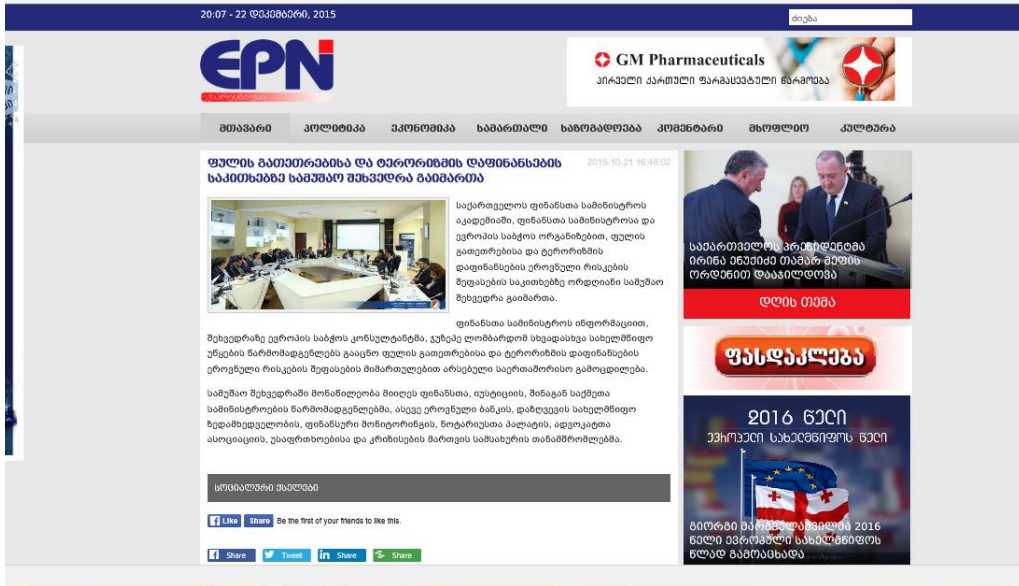 20:07 - 22 დეკემბერი, 2015
ძიება
EPN
GM Pharmaceuticals
პირველი ქართული ფარმაცევტული წარმოება
მთავარი პოლიტიკა ეკონომიკა სამართალი საზოგადოება კომენტარი მსოფლიო კულტურა
ფულის გათეთრებისა და ტერორიზმის დაფინანსების
საკითხებზე სამუშაო შეხვედრა გაიმართა
2015-10-21 16:46:02
საქართველოს ფინანსთა სამინისტროს
აკადემიაში, ფინანსთა სამინისტროსა და
ევროპის საბჭოს ორგანიზებით, ფულის
გათეთრებისა და ტერორიზმის
დაფინანსების ეროვნული რისკების
შეფასების საკითხებზე ორდღიანი სამუშაო
შეხვედრა გაიმართა.
ფინანსთა სამინისტროს ინფორმაციით,
შეხვედრაზე ევროპის საბჭოს კონსულტანტმა, ჯუზეპე ლომბარდომ სხვადასხვა სახელმწიფო
უწყების წარმომადგენლებს გააცნო ფულის გათეთრებისა და ტერორიზმის დაფინანსების
ეროვნული რისკების შეფასების მიმართულებით არსებული საერთაშორისო გამოცდილება.
სამუშაო შეხვედრაში მონაწილეობა მიიღეს ფინანსთა, იუსტიციის, შინაგან საქმეთა
სამინისტროების წარმომადგენლებმა, ასევე ეროვნული ბანკის, დაზღვევის სახელმწიფო
ზედამხედველობის, ფინანსური მონიტორინგის, ნოტარიუსთა პალატის, ადვოკატთა
ასოციაციის, უსაფრთხოებისა და კრიზისების მართვის სამსახურის თანამშრომლებმა.
სოციალური ქსელები
Like Share Be the first of your friends to like this.
Share Tweet Share Share
საქართველოს პრეზიდენტმა
ირინა ენუქიძე თამარ მეფის
ორდენით დააჯილდოვა
დღის თემა
ფასდაკლება
2016 წელი
ევროპული სახელმწიფოს წელი
გიორგი მარგველაშვილმა 2016
წელი ევროპული სახელმწიფოს
წლად გამოაცხადა